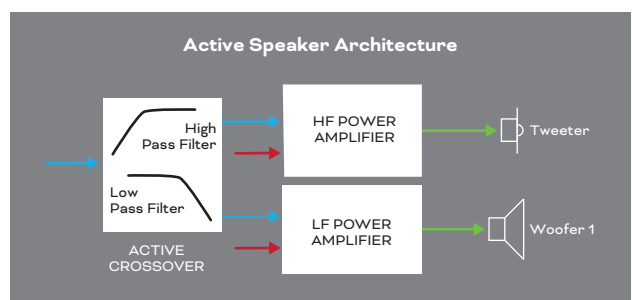 Active Speaker Architecture
High
Pass Filter
Low
Pass Filter
ACTIVE
CROSSOVER
HF POWER
AMPLIFIER
LF POWER
AMPLIFIER
Tweeter
Woofer 1